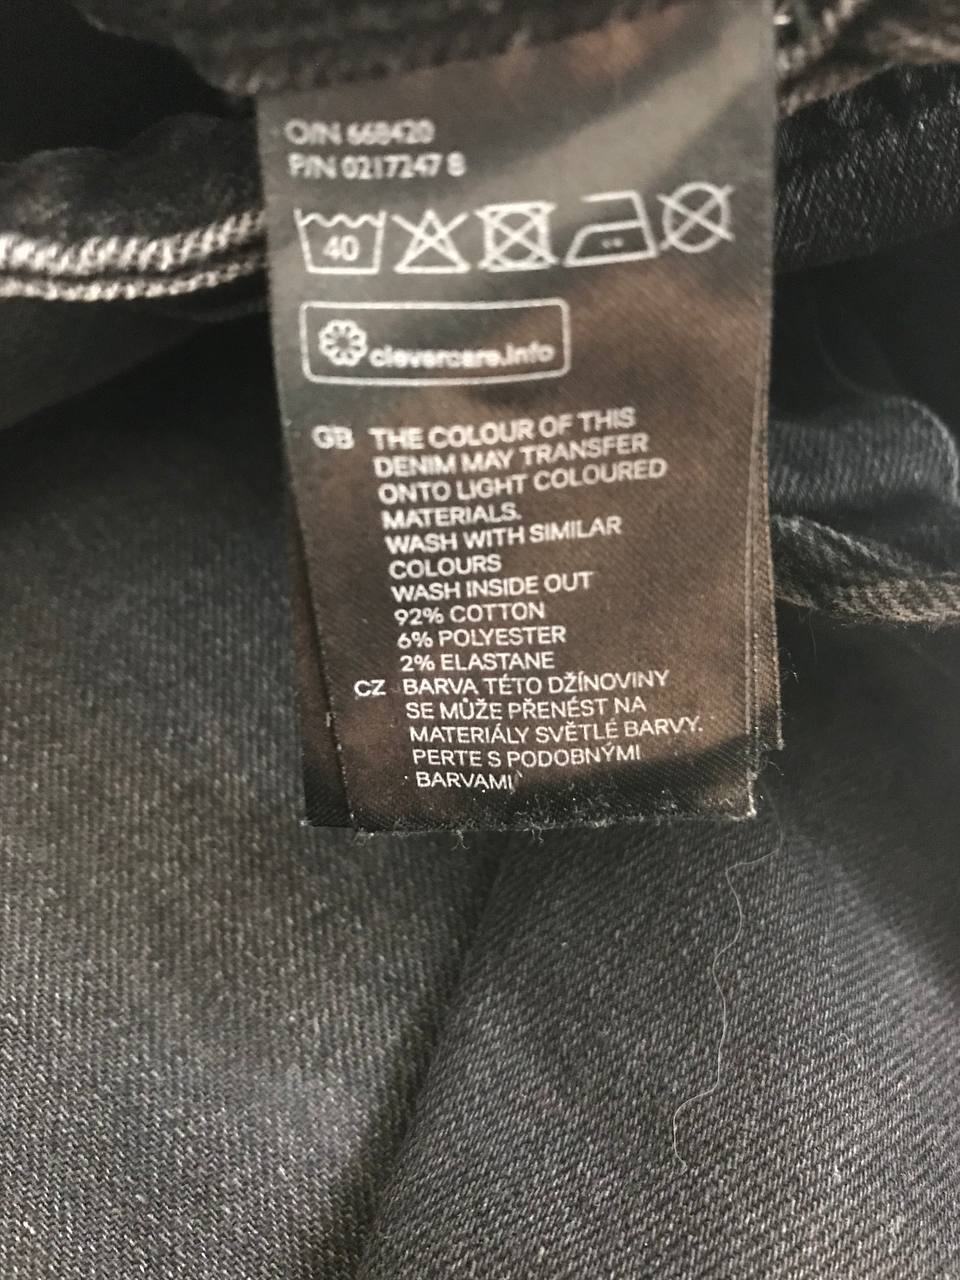 O/N 668420
P/N 0217247 8
40
clevercare.info
GB THE COLOUR OF THIS
DENIM MAY TRANSFER
ONTO LIGHT COLOURED
MATERIALS.
WASH WITH SIMILAR
COLOURS
WASH INSIDE OUT
92% COTTON
6% POLYESTER
2% ELASTANE
CZ BARVA TÉTO DŽÍNOVINY
SE MŮŽE PŘENÉST NA
MATERIÁLY SVĚTLÉ BARVY.
PERTE S PODOBNÝMI
BARVAMI